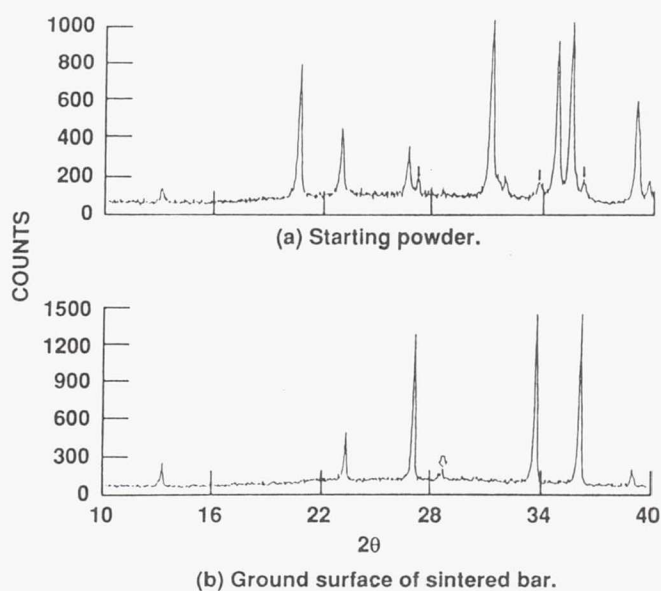 1000
800
600
400
200
0
(a) Starting powder.
COUNTS
1500
1200
900
600
300
0
10 16 22 28 34 40
2θ
(b) Ground surface of sintered bar.